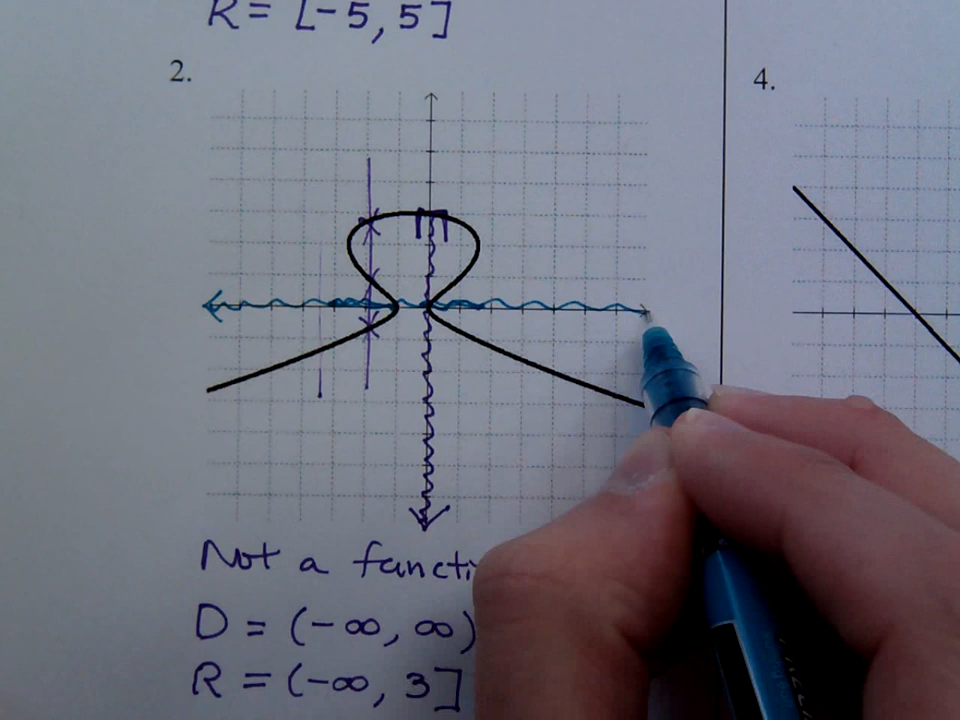 R = [-5, 5]
2.
4.
Not a functi
D = (-∞, ∞)
R = (-∞, 3]